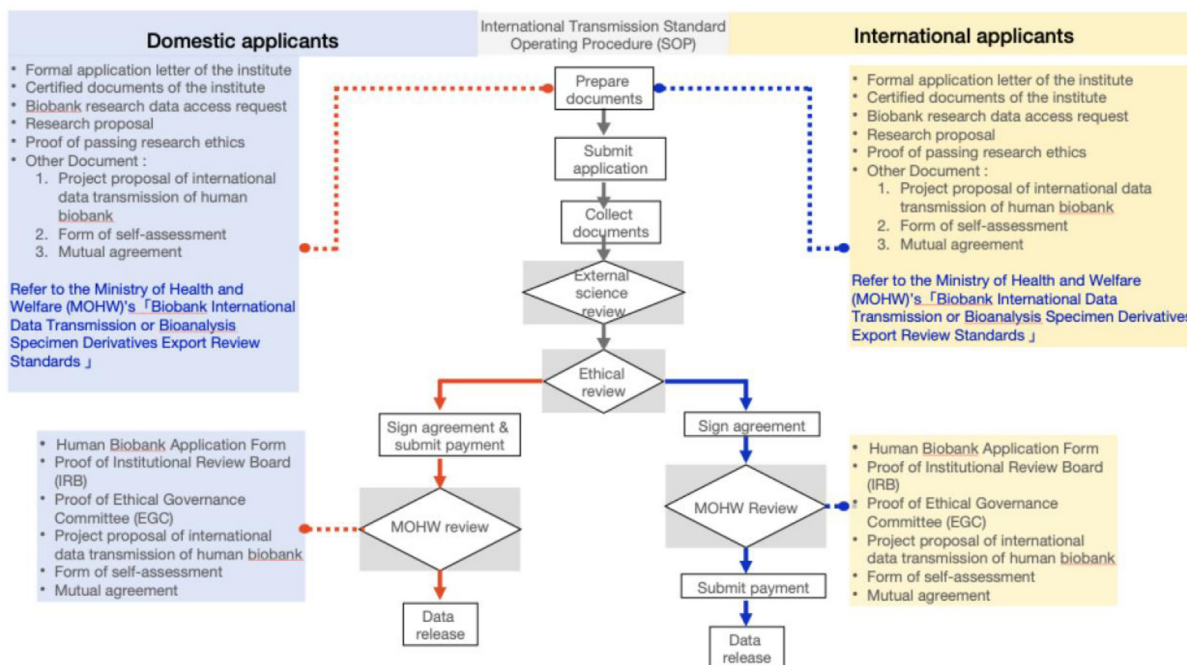 Domestic applicants
International Transmission Standard
Operating Procedure (SOP)
International applicants
• Formal application letter of the institute
• Certified documents of the institute
• Biobank research data access request
• Research proposal
• Proof of passing research ethics
• Other Document :
1. Project proposal of international
data transmission of human
biobank
2. Form of self-assessment
3. Mutual agreement
Refer to the Ministry of Health and
Welfare (MOHW)'s「Biobank International
Data Transmission or Bioanalysis
Specimen Derivatives Export Review
Standards 」
Prepare
documents
Submit
application
Collect
documents
External
science
review
Ethical
review
• Formal application letter of the institute
• Certified documents of the institute
• Biobank research data access request
• Research proposal
• Proof of passing research ethics
• Other Document :
1. Project proposal of international data
transmission of human biobank
2. Form of self-assessment
3. Mutual agreement
Refer to the Ministry of Health and Welfare
(MOHW)'s「Biobank International Data
Transmission or Bioanalysis Specimen Derivatives
Export Review Standards 」
Sign agreement &
submit payment
MOHW review
Data
release
Sign agreement
MOHW Review
Submit payment
Data
release
• Human Biobank Application Form
• Proof of Institutional Review Board
(IRB)
• Proof of Ethical Governance
Committee (EGC)
• Project proposal of international
data transmission of human biobank
• Form of self-assessment
• Mutual agreement
• Human Biobank Application Form
• Proof of Institutional Review Board
(IRB)
• Proof of Ethical Governance
Committee (EGC)
• Project proposal of international
data transmission of human biobank
• Form of self-assessment
• Mutual agreement